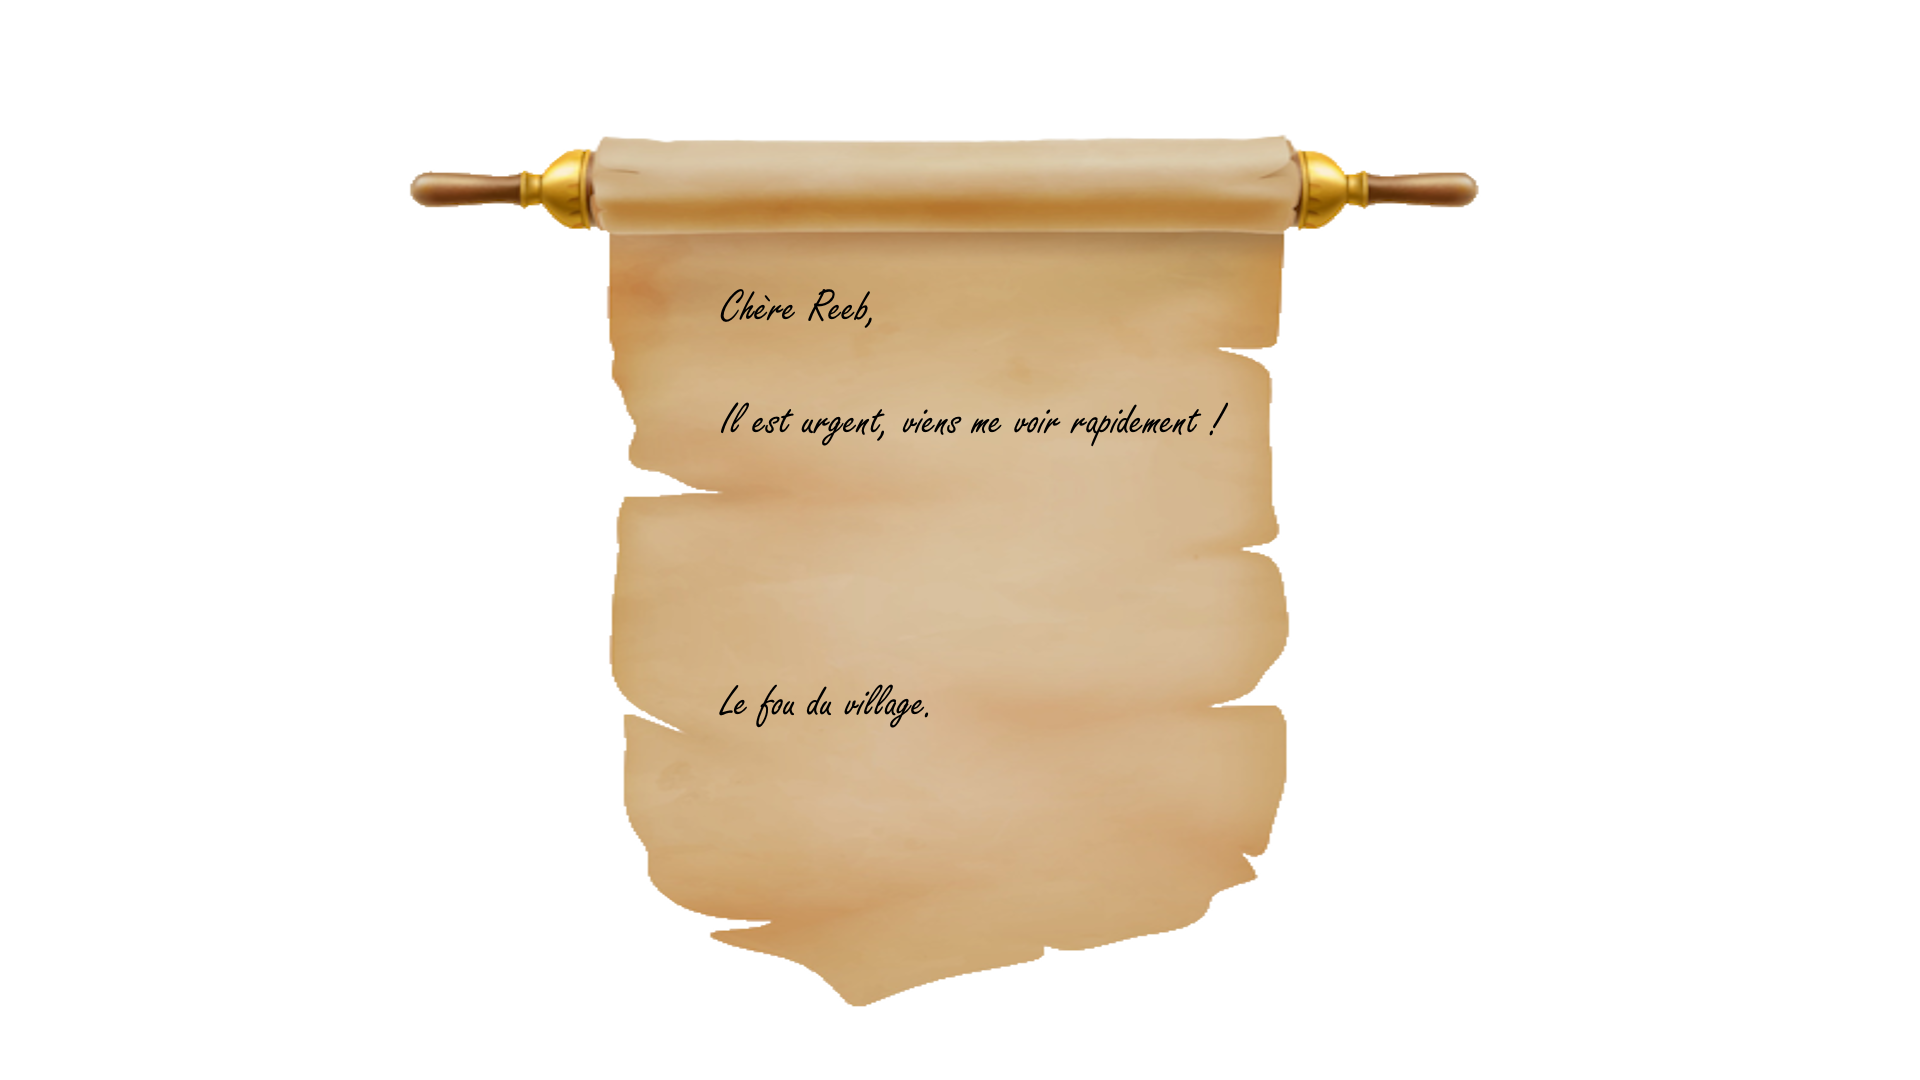 Chère Reeb,
Il est urgent, viens me voir rapidement !
Le fou du village.